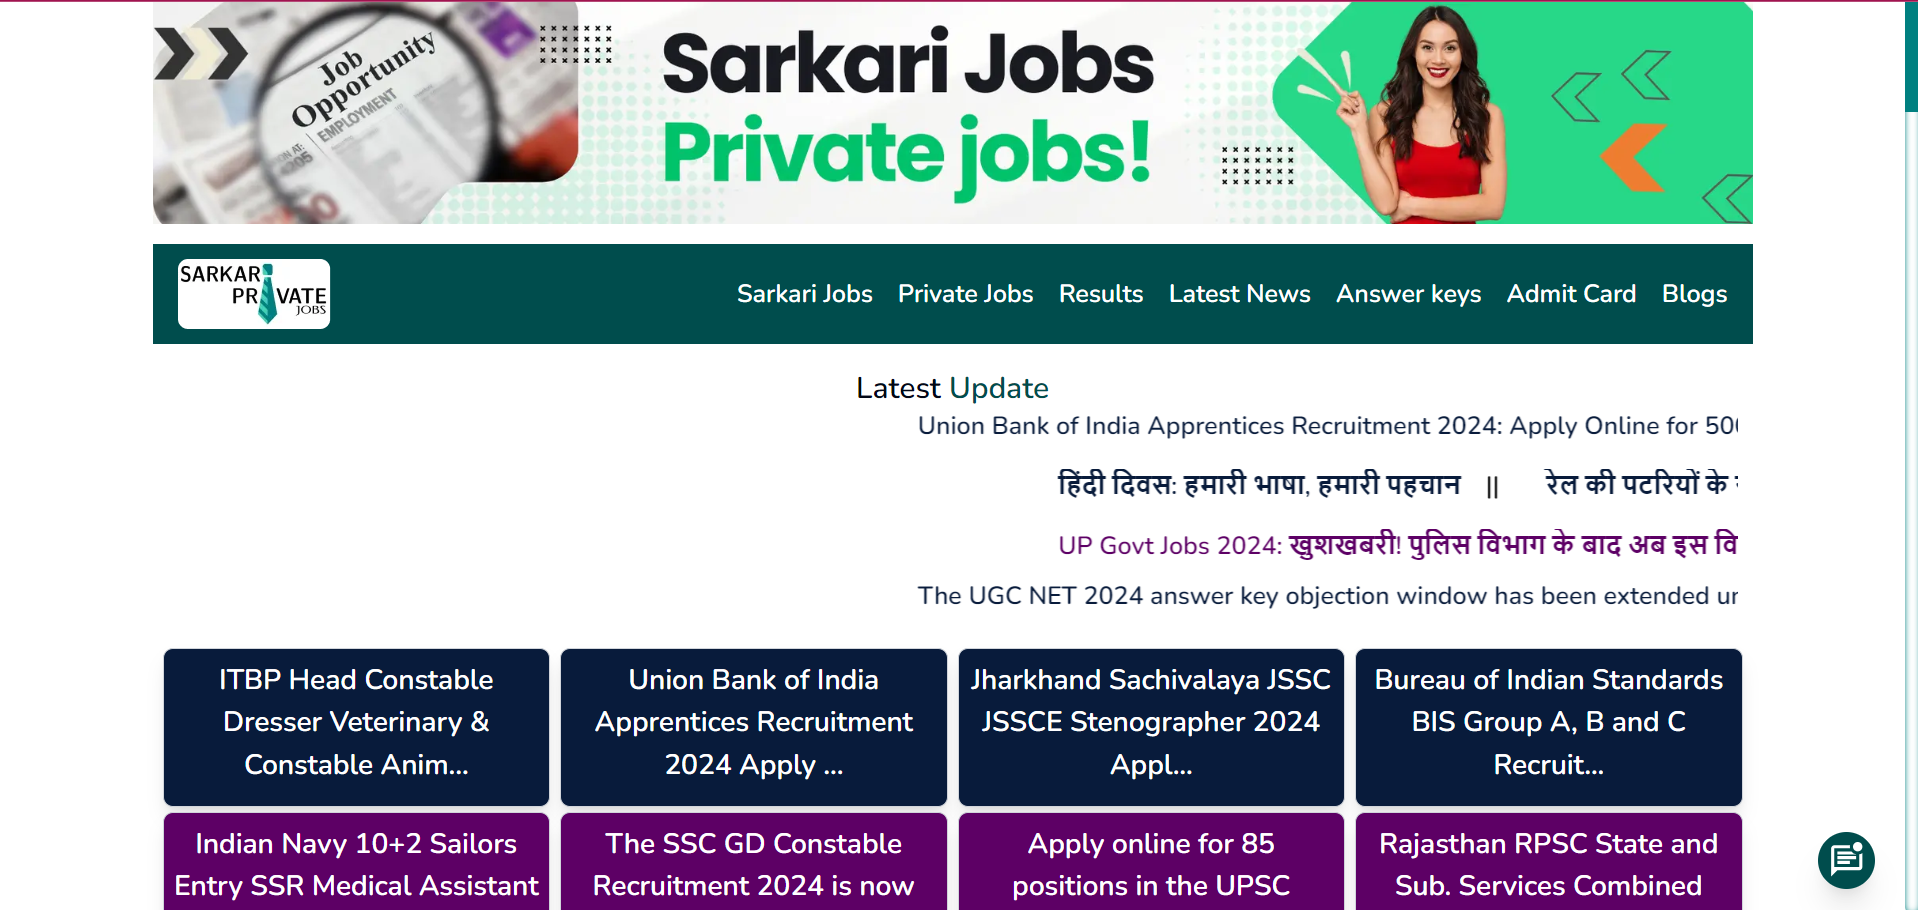 Job
Opportunity
EMPLOYMENT
Sarkari Jobs
Private jobs!
SARKARI
PRIVATE
JOBS
Sarkari Jobs Private Jobs Results Latest News Answer keys Admit Card Blogs
Latest Update
Union Bank of India Apprentices Recruitment 2024: Apply Online for 50
हिंदी दिवस: हमारी भाषा, हमारी पहचान || रेल की पटरियों के
UP Govt Jobs 2024: खुशखबरी! पुलिस विभाग के बाद अब इस वि
The UGC NET 2024 answer key objection window has been extended
ITBP Head Constable
Dresser Veterinary &
Constable Anim...
Union Bank of India
Apprentices Recruitment
2024 Apply ...
Jharkhand Sachivalaya JSSC
JSSCE Stenographer 2024
Appl...
Bureau of Indian Standards
BIS Group A, B and C
Recruit...
Indian Navy 10+2 Sailors
Entry SSR Medical Assistant
The SSC GD Constable
Recruitment 2024 is now
Apply online for 85
positions in the UPSC
Rajasthan RPSC State and
Sub. Services Combined